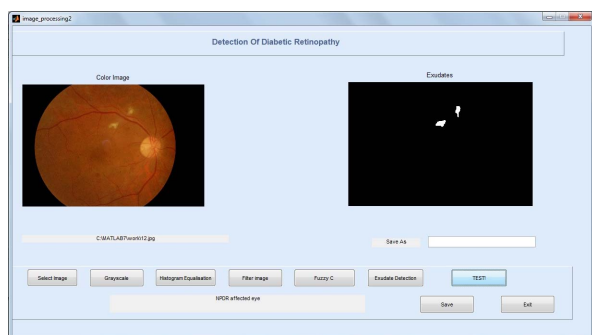 image_processing2
Detection Of Diabetic Retinopathy
Color Image
Exudates
C:\MATLAB7\work\12.jpg
Save As
Select Image
Grayscale
Histogram Equalisation
Filter image
Fuzzy C
Exudate Detection
TEST!
NPDR affected eye
Save
Exit